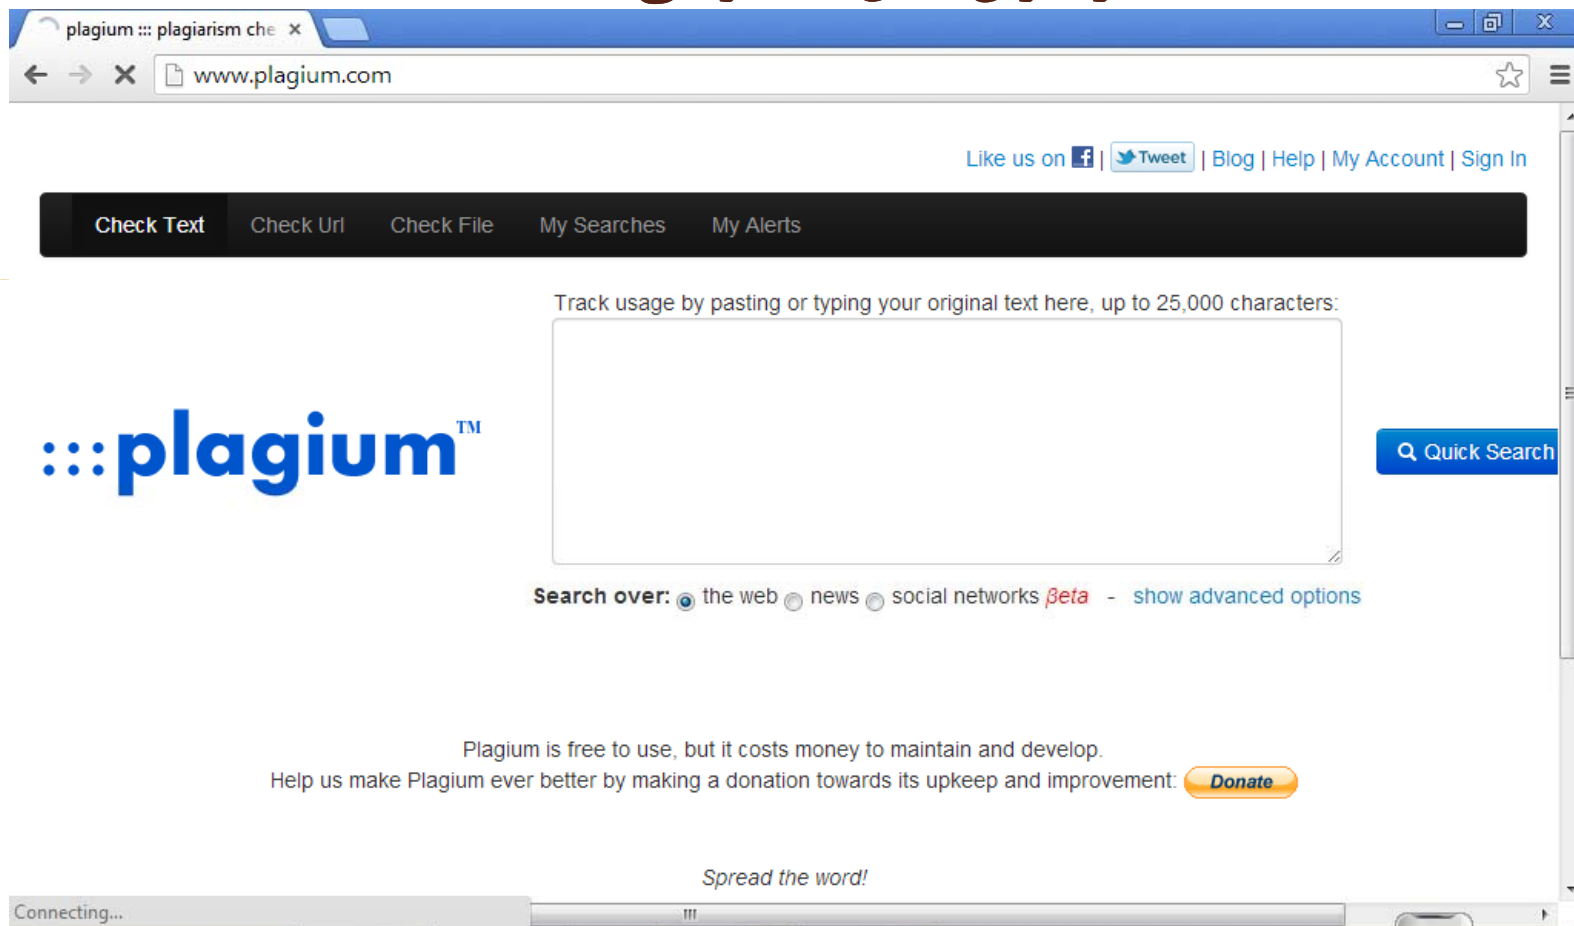 plagium ::: plagiarism che
www.plagium.com
Like us on | Tweet | Blog | Help | My Account | Sign In
Check Text Check Url Check File My Searches My Alerts
Track usage by pasting or typing your original text here, up to 25,000 characters:
:::plagium™
Quick Search
Search over: the web news social networks βeta - show advanced options
Plagium is free to use, but it costs money to maintain and develop.
Help us make Plagium ever better by making a donation towards its upkeep and improvement: Donate
Spread the word!
Connecting...